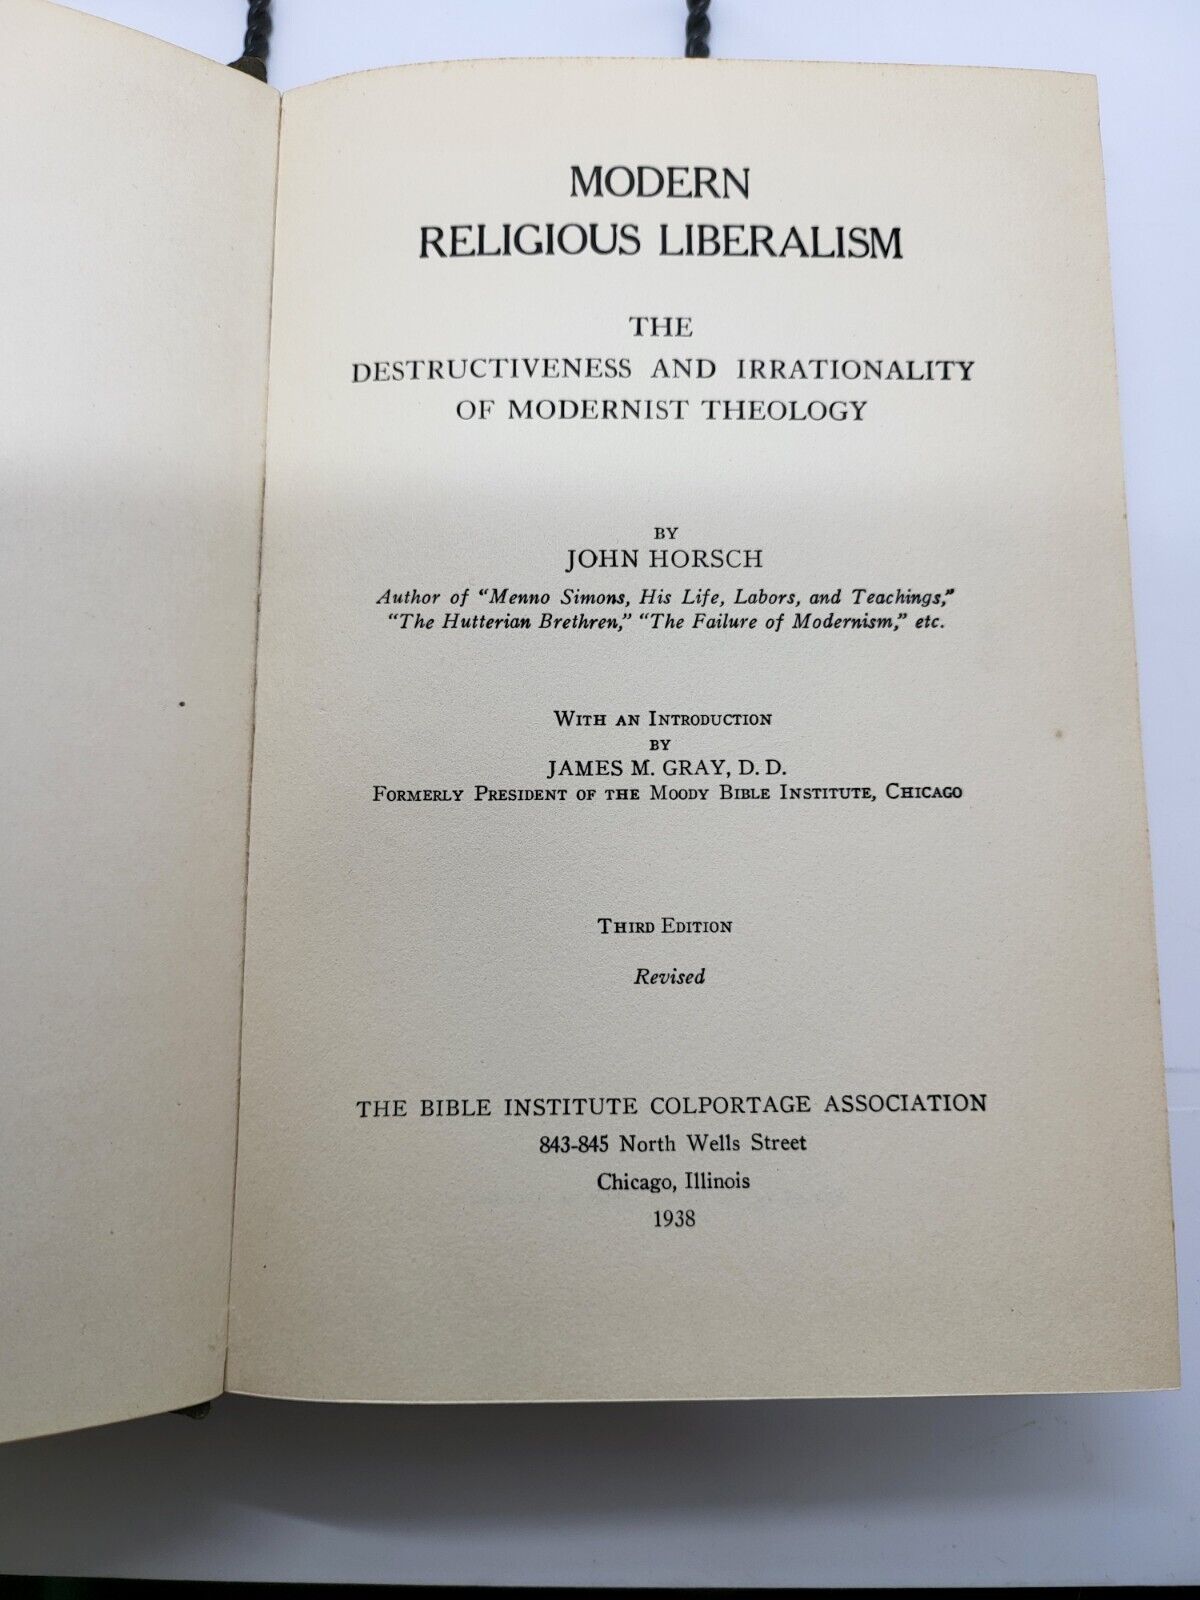 MODERN
RELIGIOUS LIBERALISM
THE
DESTRUCTIVENESS AND IRRATIONALITY
OF MODERNIST THEOLOGY
BY
JOHN HORSCH
Author of "Menno Simons, His Life, Labors, and Teachings,"
"The Hutterian Brethren," "The Failure of Modernism," etc.
WITH AN INTRODUCTION
BY
JAMES M. GRAY, D. D.
FORMERLY PRESIDENT OF THE MOODY BIBLE INSTITUTE, CHICAGO
THIRD EDITION
Revised
THE BIBLE INSTITUTE COLPORTAGE ASSOCIATION
843-845 North Wells Street
Chicago, Illinois
1938